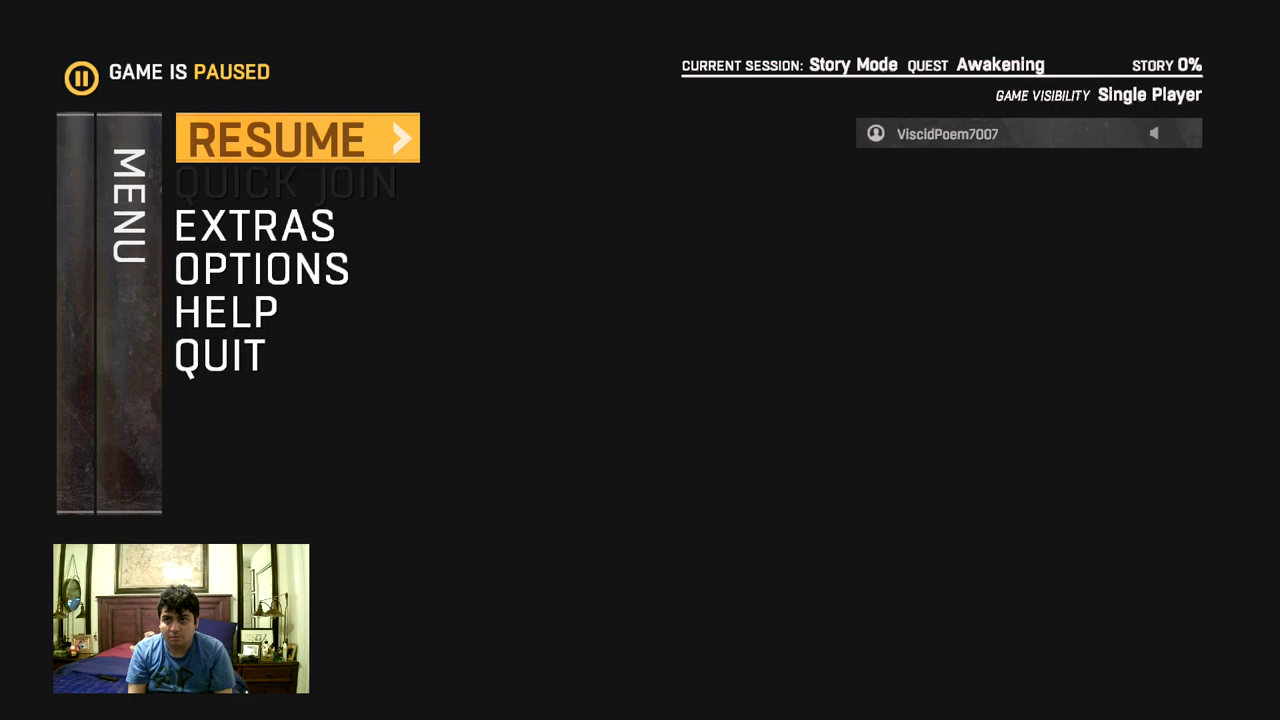 GAME IS PAUSED
CURRENT SESSION: Story Mode QUEST Awakening STORY 0%
GAME VISIBILITY Single Player
ViscidPoem7007
MENU
RESUME
QUICK JOIN
EXTRAS
OPTIONS
HELP
QUIT